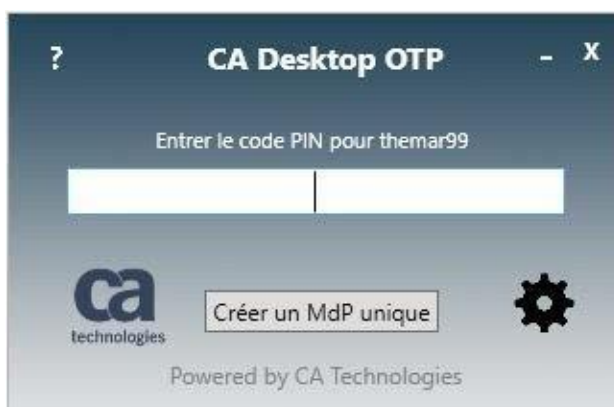 ? CA Desktop OTP - X
Entrer le code PIN pour themar99
ca
technologies
Créer un MdP unique
Powered by CA Technologies